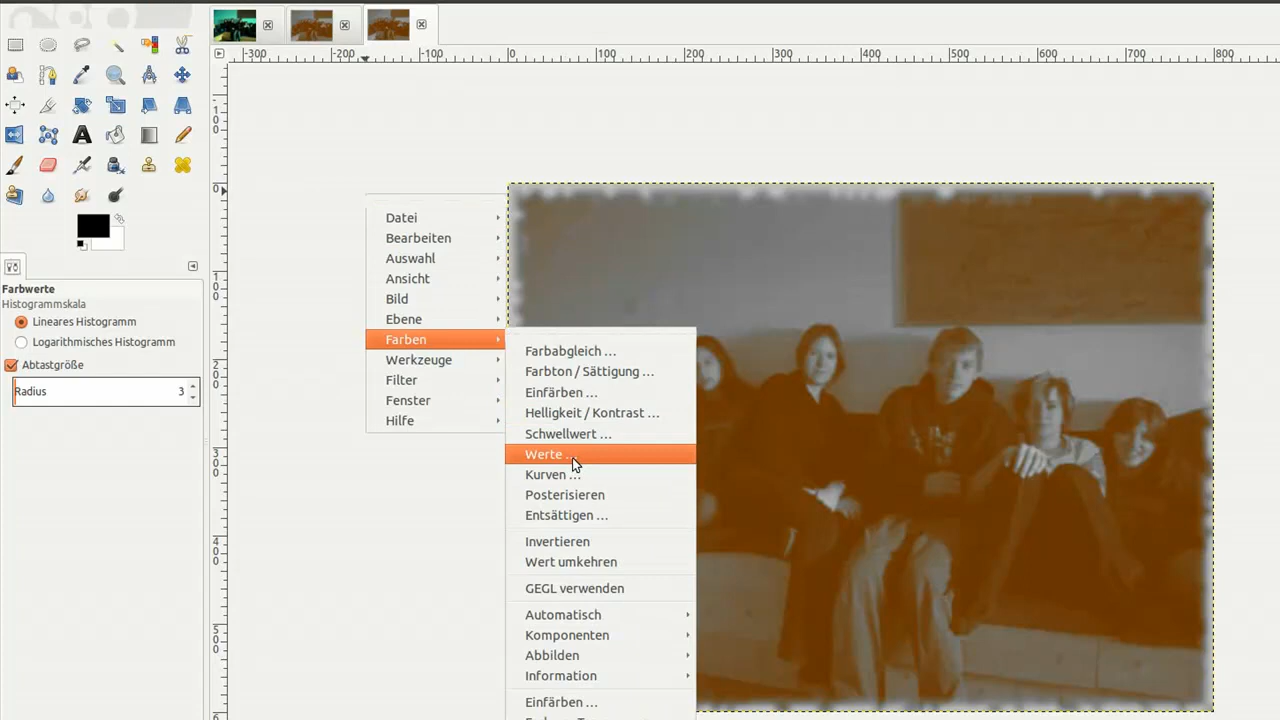 -300
-200
-100
0
100
200
300
400
500
600
700
800
Farbwerte
Histogrammskala
Lineares Histogramm
Logarithmisches Histogramm
Abtastgröße
Radius 3
Datei
Bearbeiten
Auswahl
Ansicht
Bild
Ebene
Farben
Werkzeuge
Filter
Fenster
Hilfe
Farbabgleich ...
Farbton / Sättigung ...
Einfärben ...
Helligkeit / Kontrast ...
Schwellwert ...
Werte ...
Kurven ...
Posterisieren
Entsättigen ...
Invertieren
Wert umkehren
GEGL verwenden
Automatisch
Komponenten
Abbilden
Information
Einfärben ...